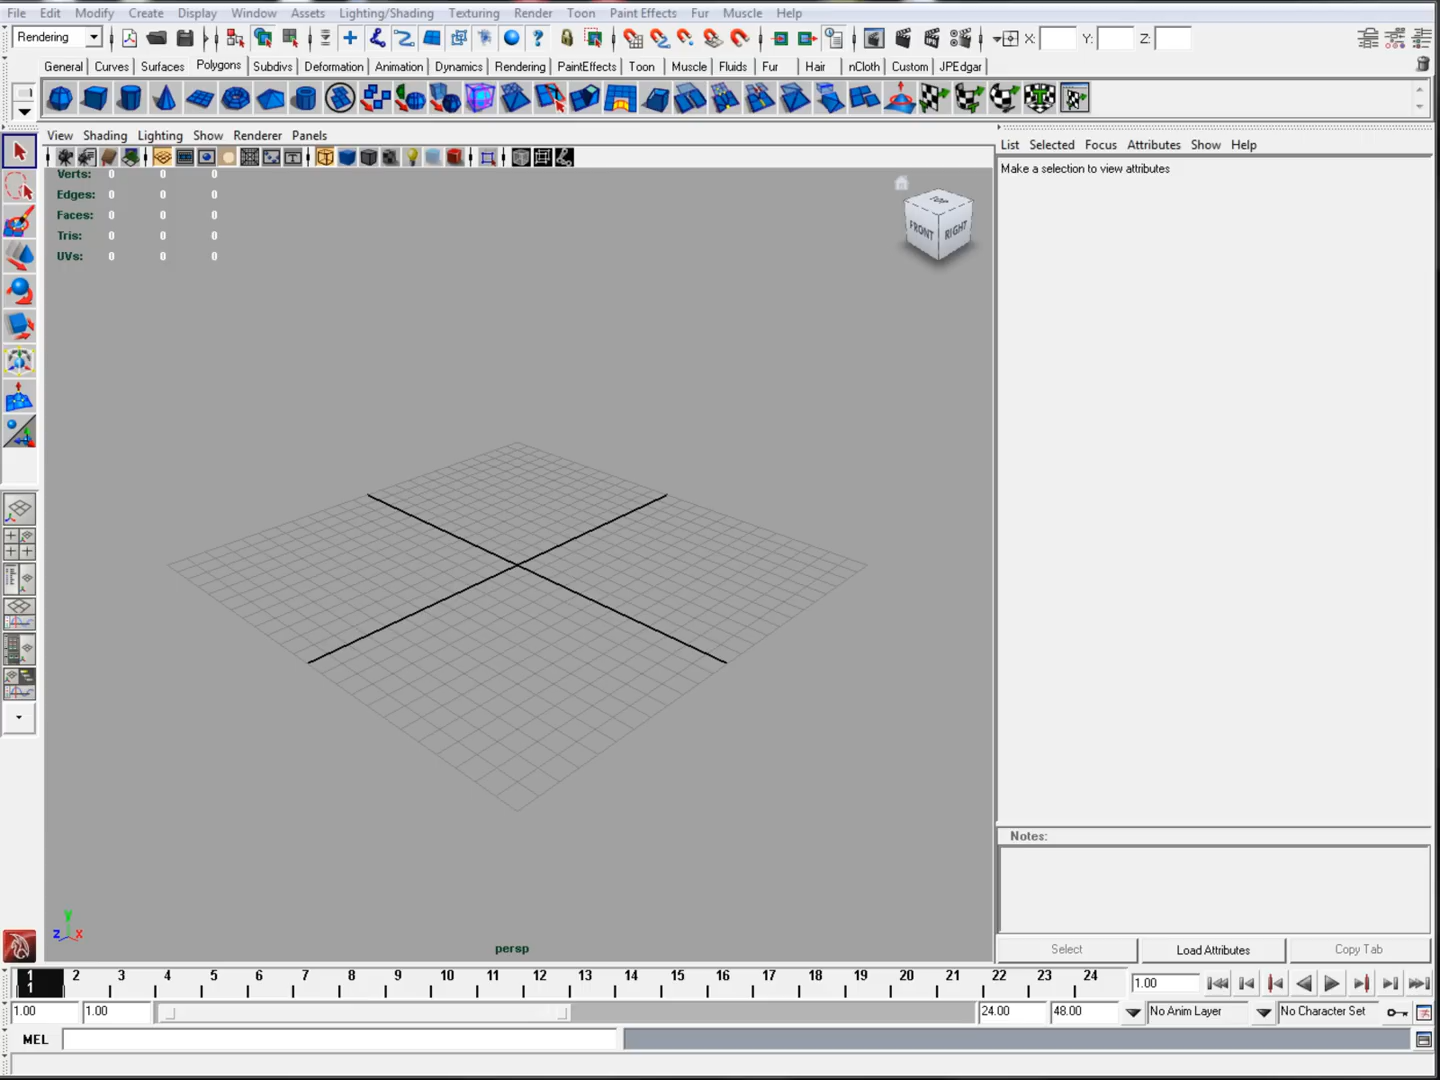 File Edit Modify Create Display Window Assets Lighting/Shading Texturing Render Toon Paint Effects Fur Muscle Help
Rendering X: Y: Z:
General Curves Surfaces Polygons Subdivs Deformation Animation Dynamics Rendering PaintEffects Toon Muscle Fluids Fur Hair nCloth Custom JPEdgar
View Shading Lighting Show Renderer Panels
List Selected Focus Attributes Show Help
Make a selection to view attributes
Verts: 0 0 0
Edges: 0 0 0
Faces: 0 0 0
Tris: 0 0 0
UVs: 0 0 0
TOP
FRONT RIGHT
Notes:
Y
Z X
persp
Select Load Attributes Copy Tab
1 2 3 4 5 6 7 8 9 10 11 12 13 14 15 16 17 18 19 20 21 22 23 24 1.00
1
1.00 1.00 24.00 48.00 No Anim Layer No Character Set
MEL